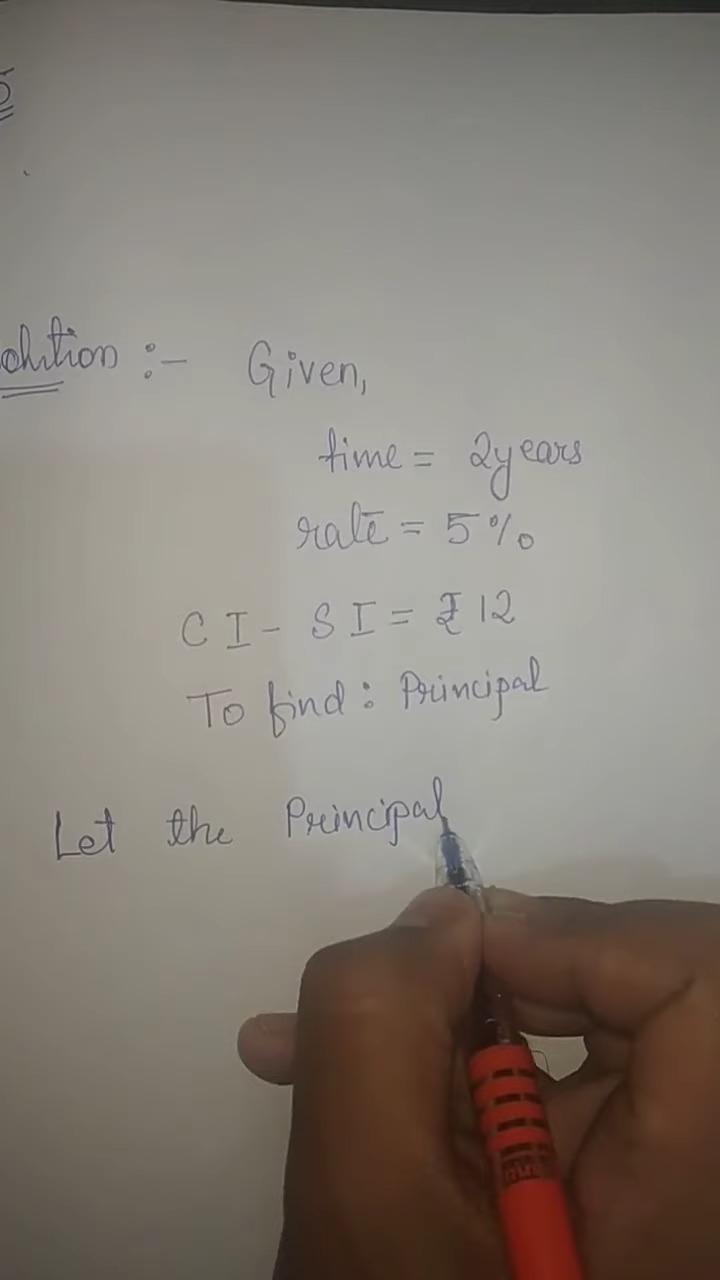 olution :- Given,
time = 2years
rate = 5%
CI - SI = ₹12
To find : Principal
Let the Principal